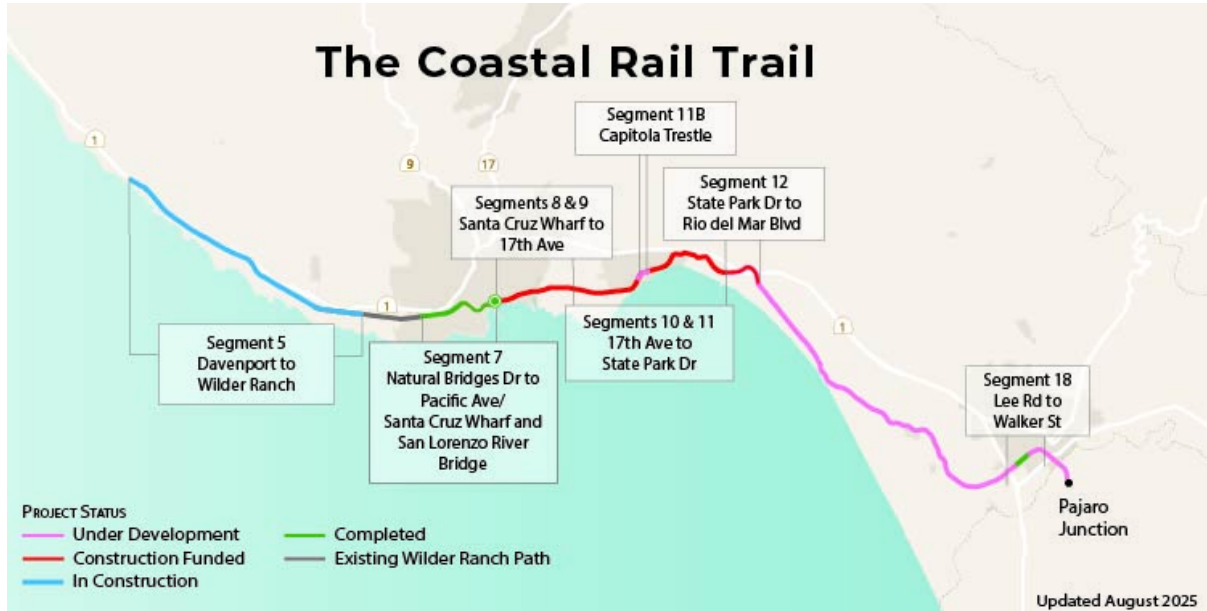 The Coastal Rail Trail
Segment 11B
Capitola Trestle
1
9
17
Segment 12
State Park Dr to
Rio del Mar Blvd
Segments 8 & 9
Santa Cruz Wharf to
17th Ave
1
1
Segment 5
Davenport to
Wilder Ranch
Segment 7
Natural Bridges Dr to
Pacific Ave/
Santa Cruz Wharf and
San Lorenzo River
Bridge
Segments 10 & 11
17th Ave to
State Park Dr
Segment 18
Lee Rd to
Walker St
Pajaro
Junction
PROJECT STATUS
Under Development
Construction Funded
In Construction
Completed
Existing Wilder Ranch Path
Updated August 2025